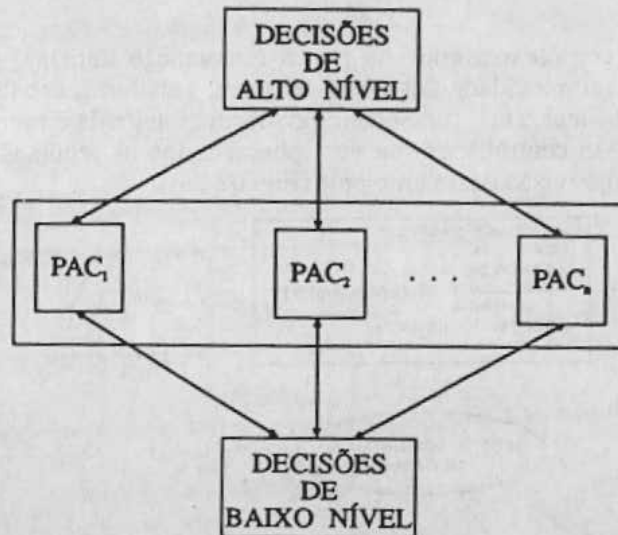 DECISÕES
DE
ALTO NÍVEL
PAC₁ PAC₂ . . . PACₙ
DECISÕES
DE
BAIXO NÍVEL